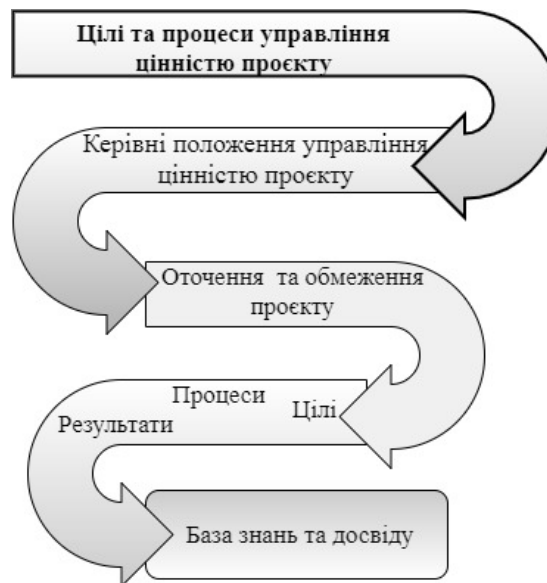 Цілі та процеси управління
цінністю проєкту
Керівні положення управління
цінністю проєкту
Оточення та обмеження
проєкту
Процеси
Цілі
Результати
База знань та досвіду